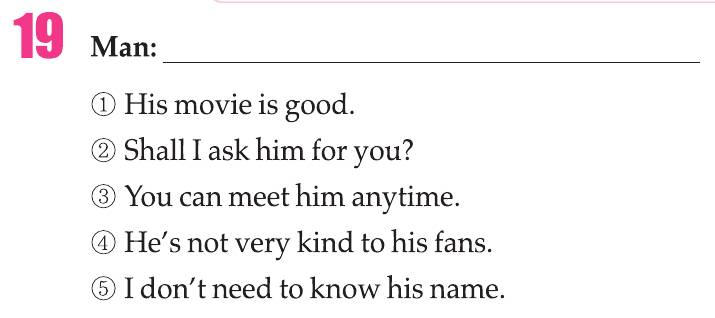 19 Man: ____________________
① His movie is good.
② Shall I ask him for you?
③ You can meet him anytime.
④ He's not very kind to his fans.
⑤ I don't need to know his name.